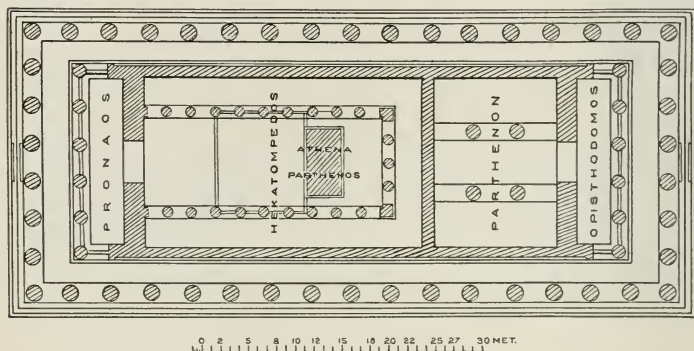 PRONAOS
HEKATOMPEDOS
ATHENA
PARTHENOS
PARTHENON
OPISTHODOMOS
0 2 5 8 10 12 15 18 20 22 25 27 30 MET.